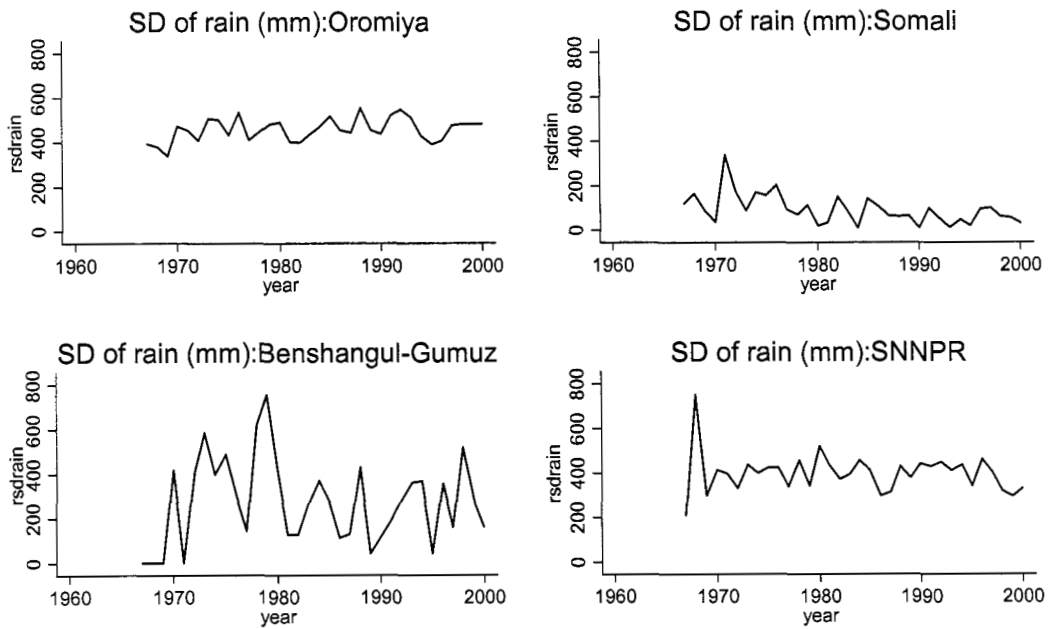 SD of rain (mm):Oromiya
rsdrain
0 200 400 600 800
1960 1970 1980 1990 2000
year
SD of rain (mm):Somali
rsdrain
0 200 400 600 800
1960 1970 1980 1990 2000
year
SD of rain (mm):Benshangul-Gumuz
rsdrain
0 200 400 600 800
1960 1970 1980 1990 2000
year
SD of rain (mm):SNNPR
rsdrain
0 200 400 600 800
1960 1970 1980 1990 2000
year